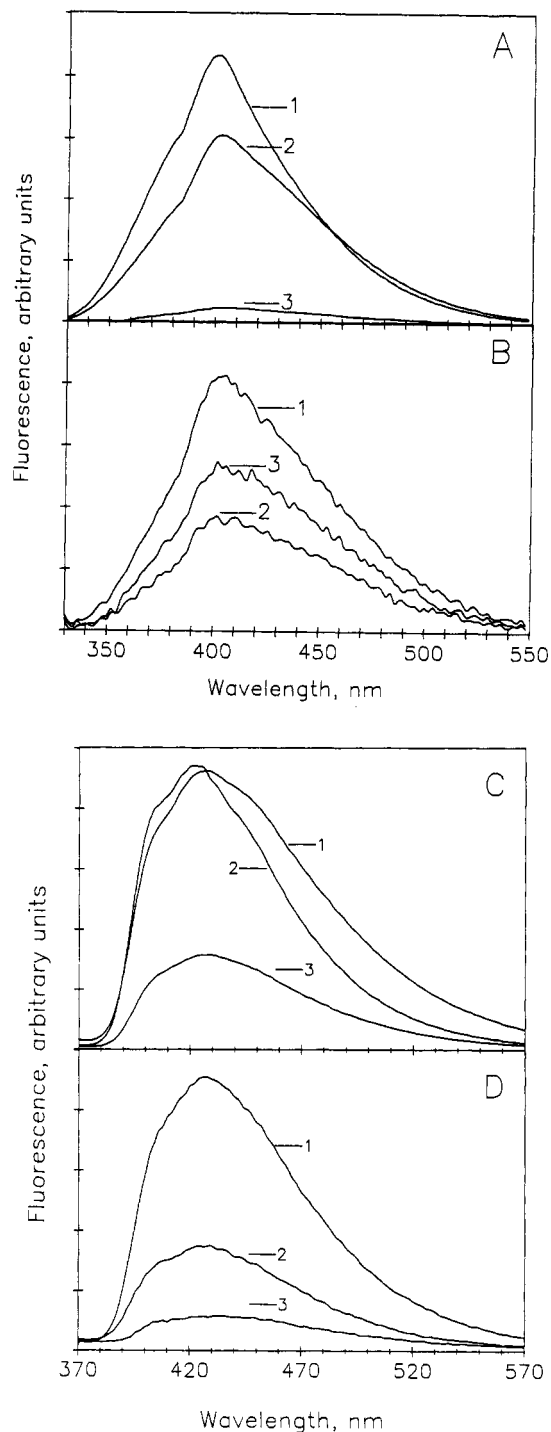 A
1
2
3
Fluorescence, arbitrary units
B
1
3
2
350 400 450 500 550
Wavelength, nm
C
1
2
3
Fluorescence, arbitrary units
D
1
2
3
370 420 470 520 570
Wavelength, nm